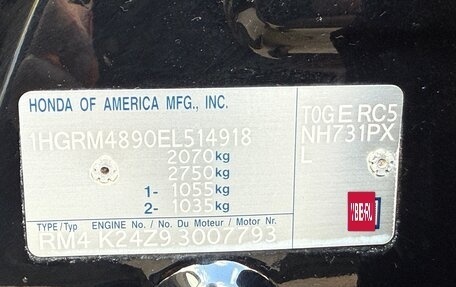 HONDA OF AMERICA MFG., INC.
1HGRM4890EL514918
2070 kg
2750 kg
1- 1055 kg
2- 1035 kg
TYPE/Typ ENGINE No / No. Du Moteur / Motor Nr.
RM4 K24Z9 3007793
T0G E RC5
NH731PX
L